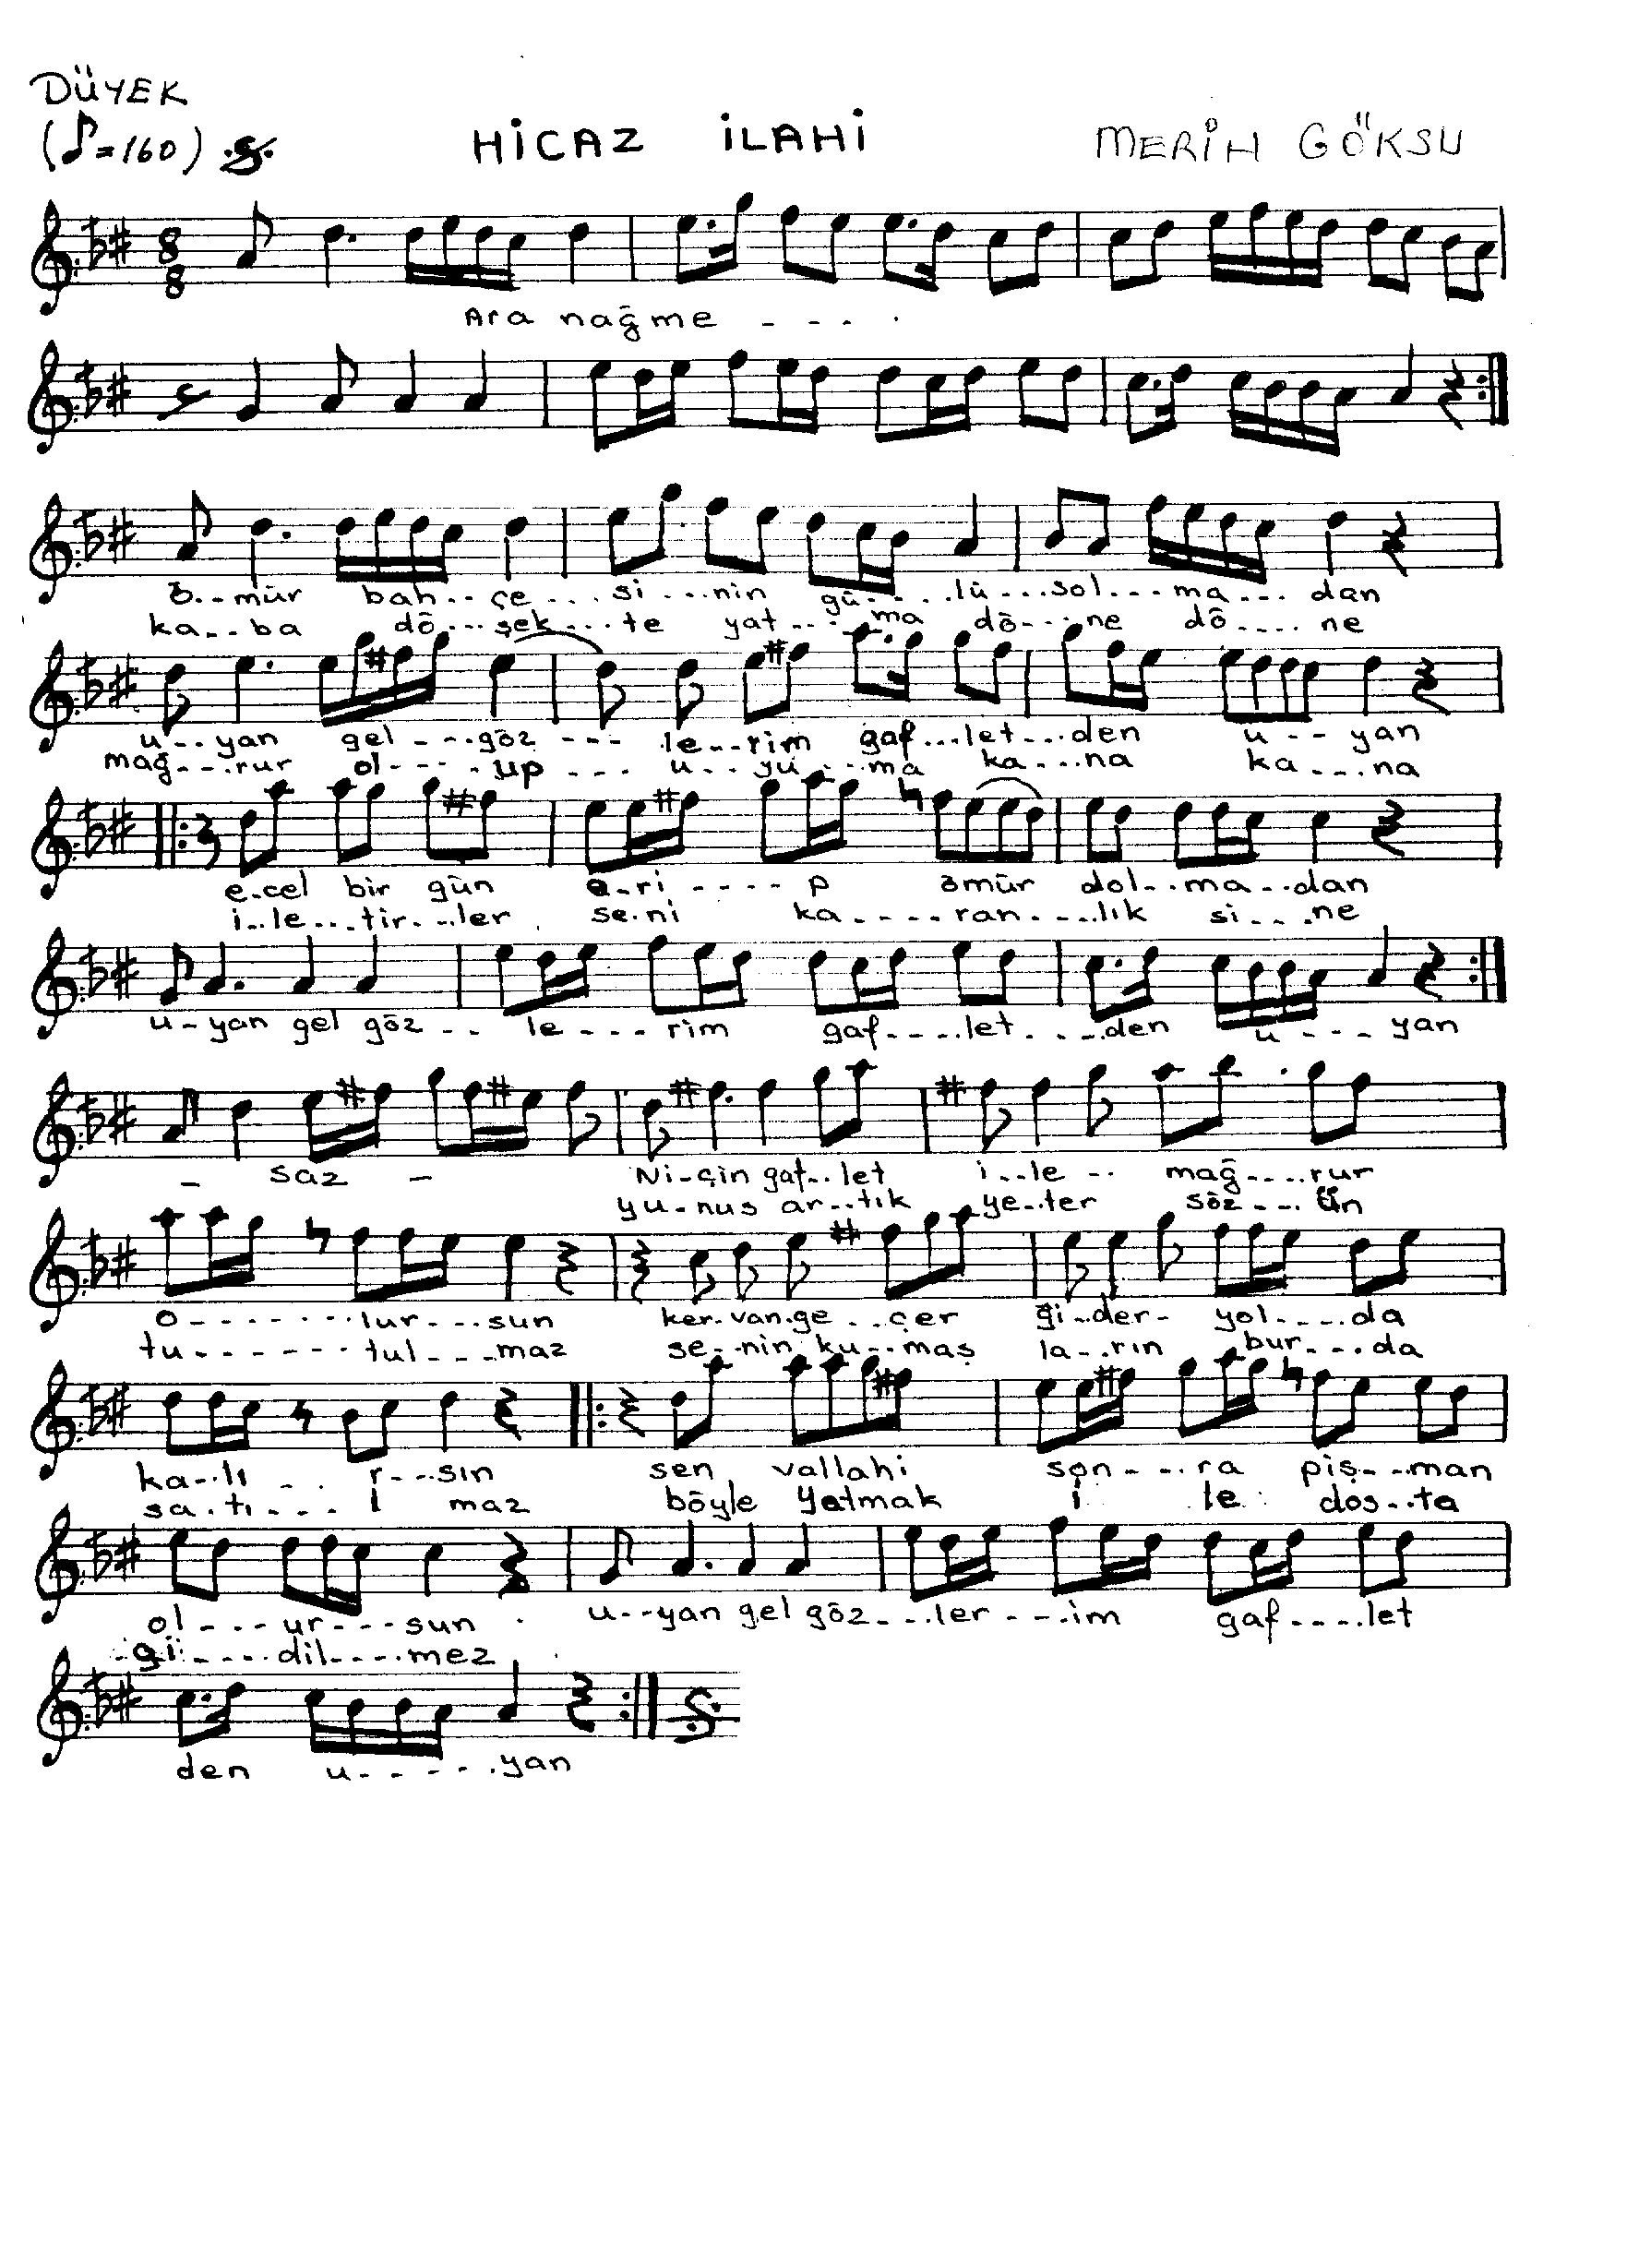 DÜYEK
(♪=160) HİCAZ İLAHİ MERİH GÖKSU
8
8
Ara nağme - - - .
ö..mür bah..çe...si...nin gü....lü...sol...ma...dan
ka..ba dö...şek...te yat...ma dö...ne dö....ne
u..yan gel...göz --- le..rim gaf...let...den u--yan
mağ...rur ol....up ... u..yu...ma ka...na ka...na
e.cel bir gün e.ri----p ömür dol..ma..dan
i..le...tir...ler se.ni ka....ran...lık si...ne
u-yan gel göz -- le...rim gaf....let....den u---yan
- saz - Ni-çin gaf..let i..le -.. mağ....rur
yu.nus ar..tık ye..ter söz....ün
o-------lur...sun ker.van.ge..çer gi..der- yol....da
tu------tul...maz se..nin ku..maş la..rın bur...da
ka..lı -. r...sın sen vallahi son...ra piş...man
sa.tı... l maz böyle yatmak i le dos..ta
ol...ur...sun . u--yan gel göz...ler...im gaf....let
gi....dil....mez
den u-----yan